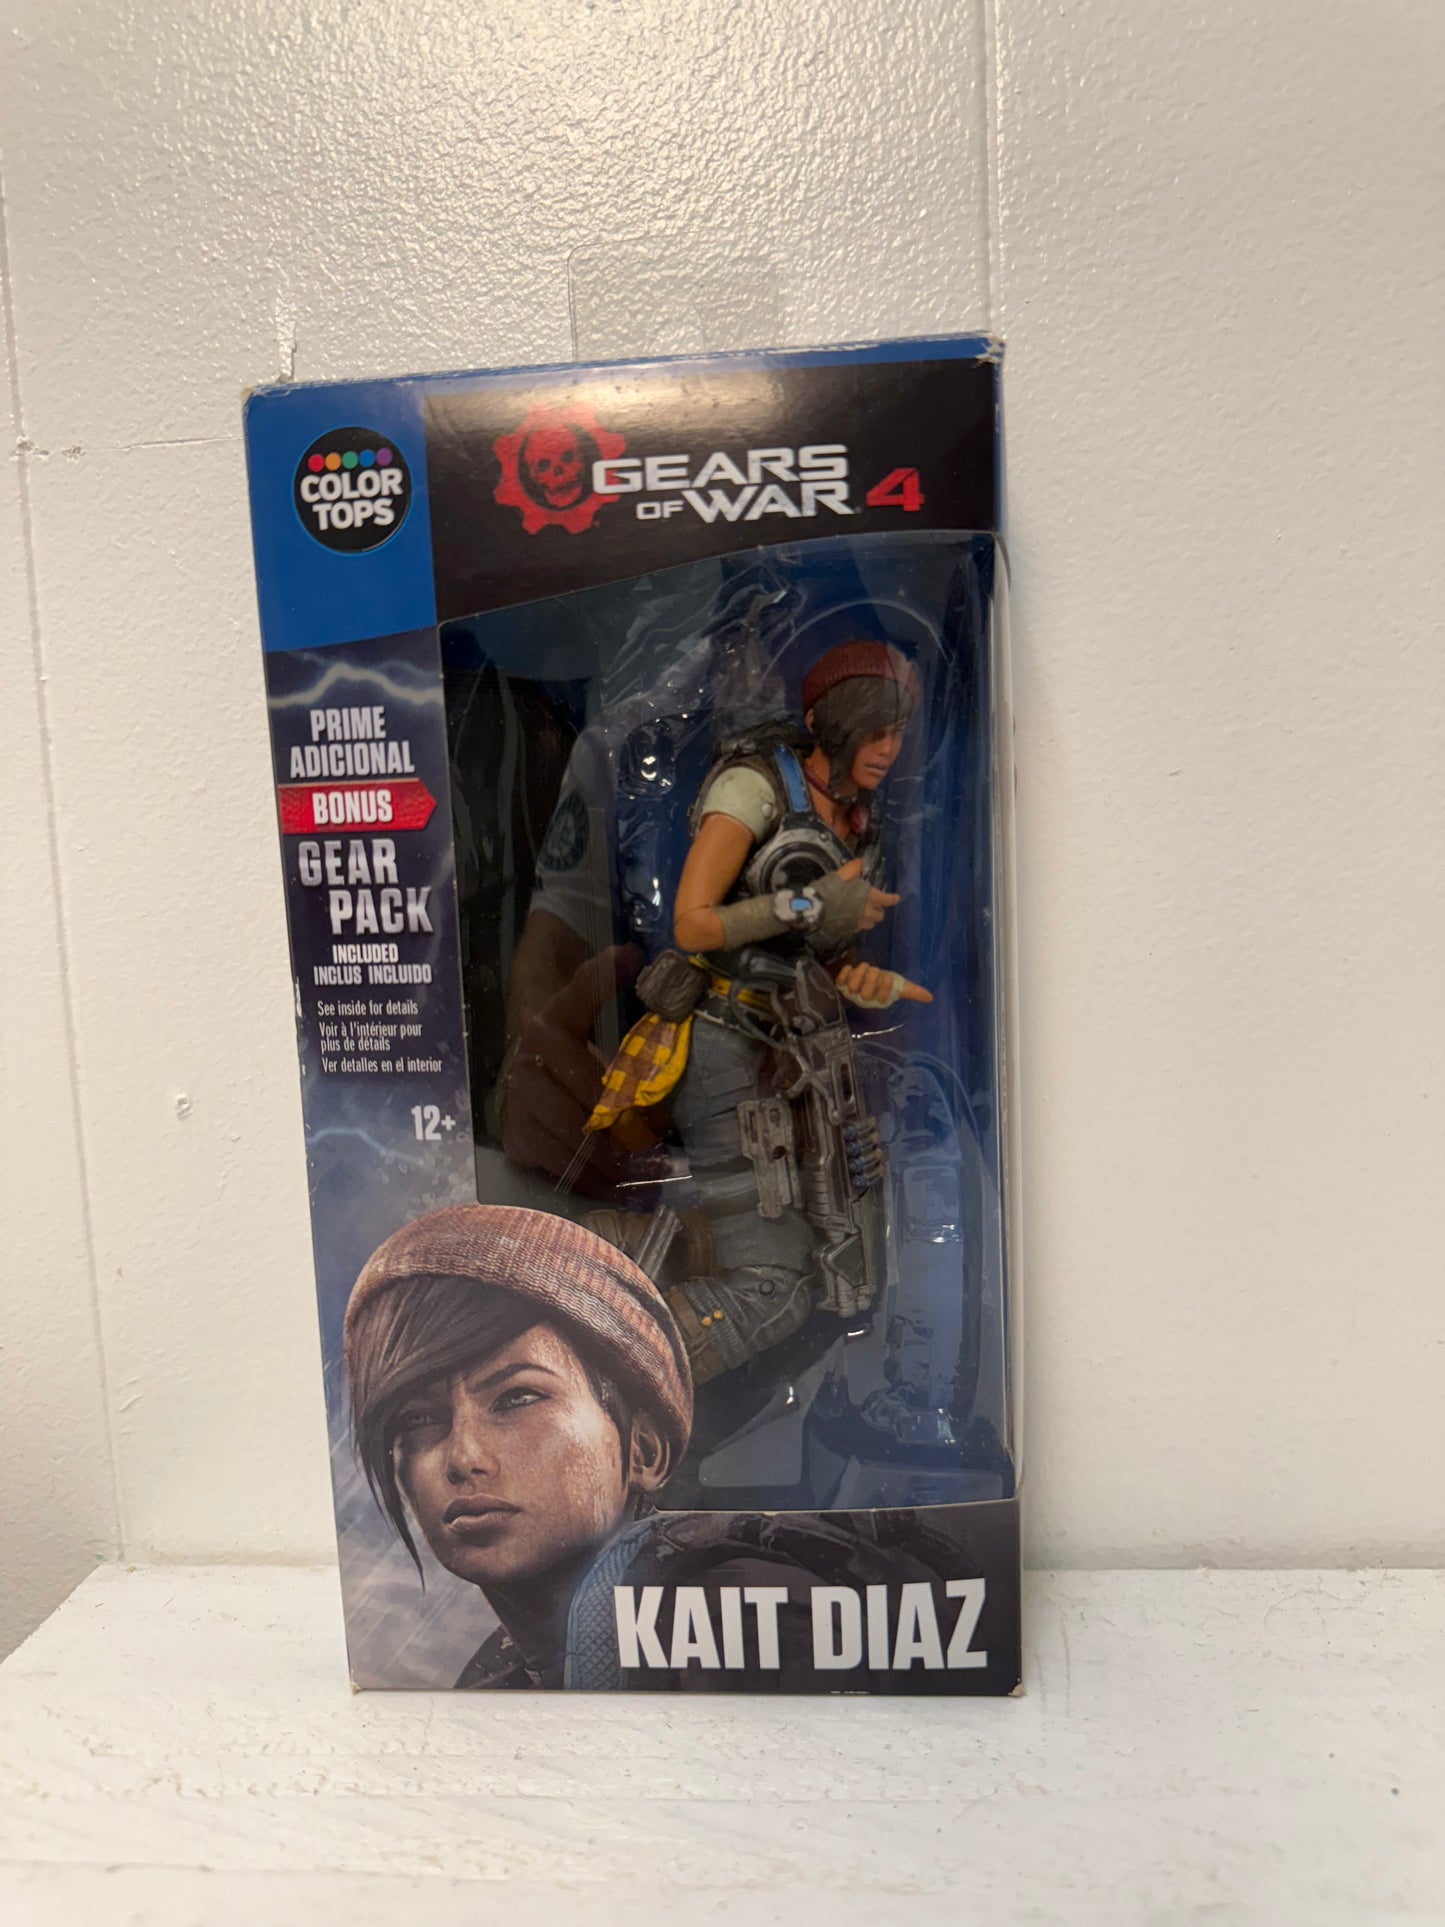 COLOR
TOPS
GEARS
OF WAR 4
PRIME
ADICIONAL
BONUS
GEAR
PACK
INCLUDED
INCLUS INCLUIDO
See inside for details
Voir à l'intérieur pour
plus de détails
Ver detalles en el interior
12+
KAIT DIAZ